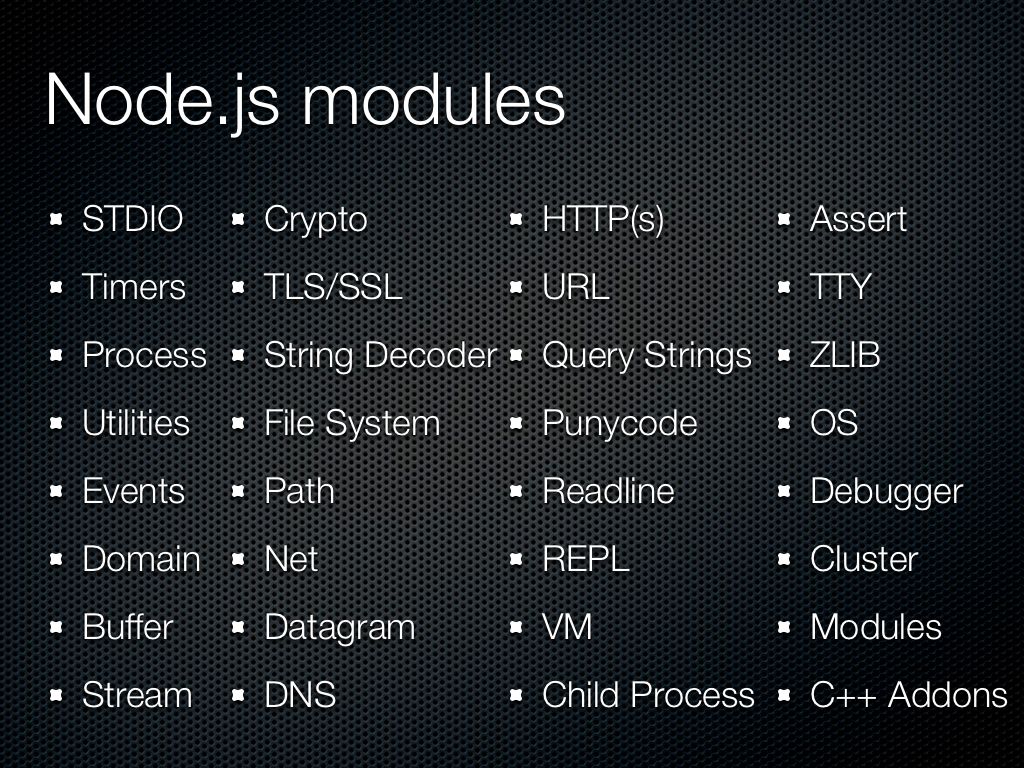 Node.js modules
STDIO
Timers
Process
Utilities
Events
Domain
Buffer
Stream
Crypto
TLS/SSL
String Decoder
File System
Path
Net
Datagram
DNS
HTTP(s)
URL
Query Strings
Punycode
Readline
REPL
VM
Child Process
Assert
TTY
ZLIB
OS
Debugger
Cluster
Modules
C++ Addons